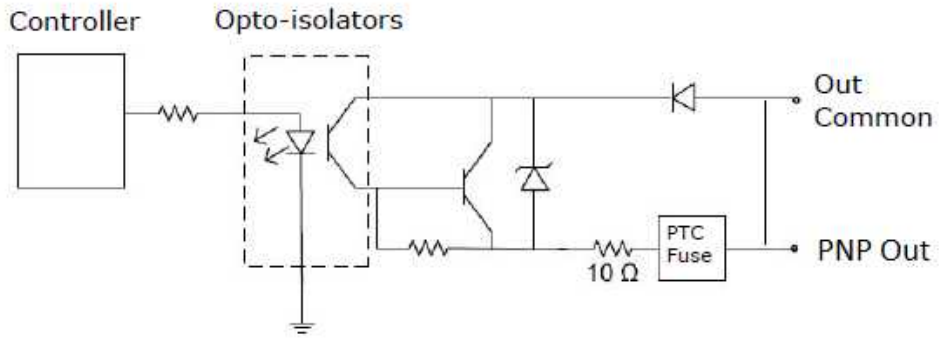 Controller
Opto-isolators
Out
Common
PTC
Fuse
10 Ω
PNP Out